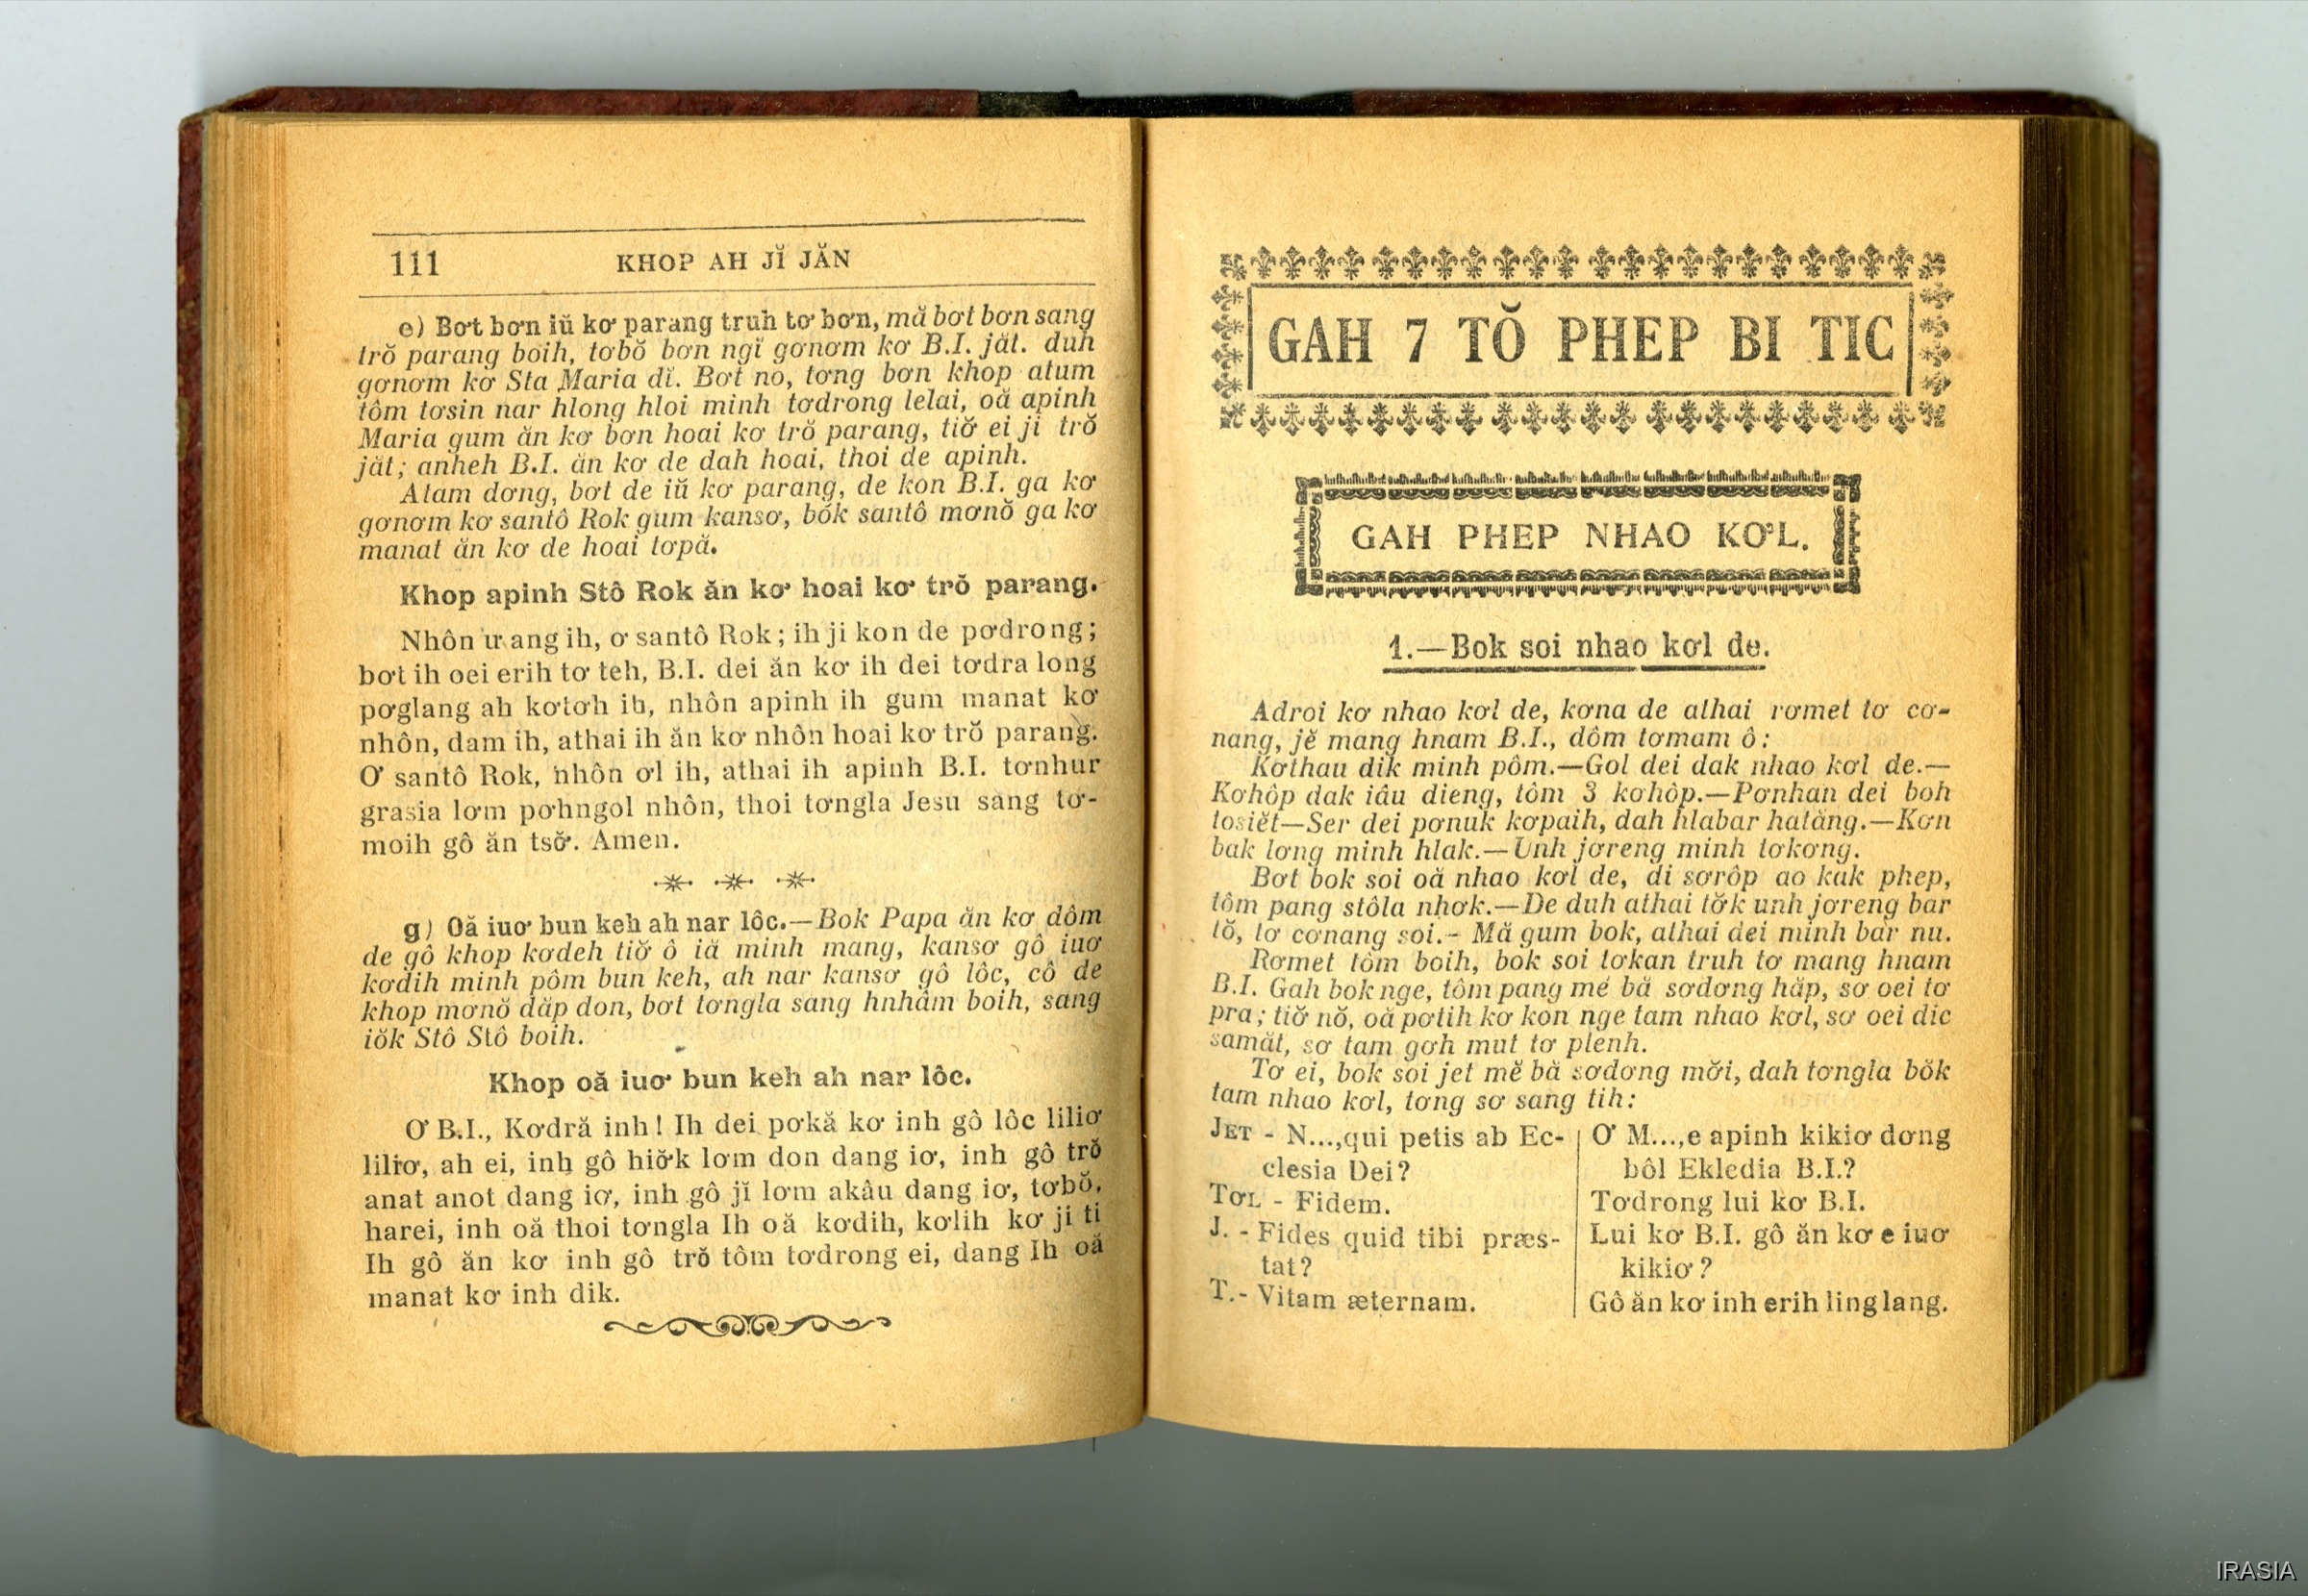 111
KHOP AH JĬ JĂN
e) Bơt bơn iŭ kơ parang truh tơ bơn, mă bơt bơn sang
trŏ parang boih, tơbŏ bơn ngĭ gơnơm kơ B.I. jăt. duh
gơnơm kơ Sta Maria dĭ. Bơt no, tơng bơn khop atum
tôm tơsin nar hlong hloi minh tơdrong lelai, oă apinh
Maria gum ăn kơ bơn hoai kơ trŏ parang, tiơ̆ ei ji trŏ
jăt; anheh B.I. ăn kơ de dah hoai, thoi de apinh.
Atam dơng, bơt de iŭ kơ parang, de kon B.I. ga kơ
gơnơm kơ santô Rok gum kansơ, bŏk santô mơnŏ ga kơ
manat ăn kơ de hoai tơpă.
Khop apinh Stô Rok ăn kơ hoai kơ trŏ parang.
Nhôn ư ang ih, ơ santô Rok; ih ji kon de pơdrong;
bơt ih oei erih tơ teh, B.I. dei ăn kơ ih dei tơdra long
pơglang ah kơtơh ih, nhôn apinh ih gum manat kơ
nhôn, dam ih, athai ih ăn kơ nhôn hoai kơ trŏ parang.
Ơ santô Rok, nhôn ơl ih, athai ih apinh B.I. tơnhur
grasia lơm pơhngol nhôn, thoi tơngla Jesu sang tơ-
moih gô ăn tsơ̆. Amen.
g) Oă iuơ bun keh ah nar lôc.—Bok Papa ăn kơ dôm
de gô khop kơdeh tiơ̆ ô iă minh mang, kansơ gô iuơ
kơdih minh pôm bun keh, ah nar kansơ gô lôc, cô de
khop mơnŏ dăp don, bơt tơngla sang hnhâm boih, sang
iŏk Stô Stô boih.
Khop oă iuơ bun keh ah nar lôc.
Ơ B.I., Kơdră inh! Ih dei pơkă kơ inh gô lôc liliơ
liliơ, ah ei, inh gô hiơ̆k lơm don dang iơ, inh gô trŏ
anat anot dang iơ, inh gô jĭ lơm akâu dang iơ, tơbŏ,
harei, inh oă thoi tơngla Ih oă kơdih, kơlih kơ ji ti
Ih gô ăn kơ inh gô trŏ tôm tơdrong ei, dang Ih oă
manat kơ inh dik.
GAH 7 TŎ PHEP BI TIC
GAH PHEP NHAO KƠL.
1.—Bok soi nhao kơl de.
Adroi kơ nhao kơl de, kơna de athai rơmet tơ cơ-
nang, jĕ mang hnam B.I., dôm tơmam ô:
Kơthau dik minh pôm.—Gol dei dak nhao kơl de.—
Kơhôp dak iâu dieng, tôm 3 kơhôp.—Pơnhan dei boh
tosiĕt—Ser dei pơnuk kơpaih, dah hlabar hatăng.—Kơn
bak lơng minh hlak.—Unh jơreng minh tơkơng.
Bơt bok soi oă nhao kơl de, di sơrôp ao kak phep,
tôm pang stôla nhơk.—De duh athai tơ̆k unh jơreng bar
tŏ, tơ cơnang soi.- Mă gum bok, athai dei minh bar nu.
Rơmet tôm boih, bok soi tơkan truh tơ mang hnam
B.I. Gah bok nge, tôm pang mé bă sơdơng hăp, sơ oei tơ
pra; tiơ̆ nŏ, oă pơtih kơ kon nge tam nhao kơl, sơ oei dic
samăt, sơ tam gơh mut tơ plenh.
Tơ ei, bok soi jet mĕ bă sơdơng mơ̆i, dah tơngla bŏk
tam nhao kơl, tơng sơ sang tih:
JET - N...,qui petis ab Ec-
clesia Dei?
TƠL - Fidem.
J. - Fides quid tibi præs-
tat?
T.- Vitam æternam.
Ơ M...,e apinh kikiơ dơng
bôl Ekledia B.I.?
Tơdrong lui kơ B.I.
Lui kơ B.I. gô ăn kơ e iuơ
kikiơ?
Gô ăn kơ inh erih linglang.
IRASIA